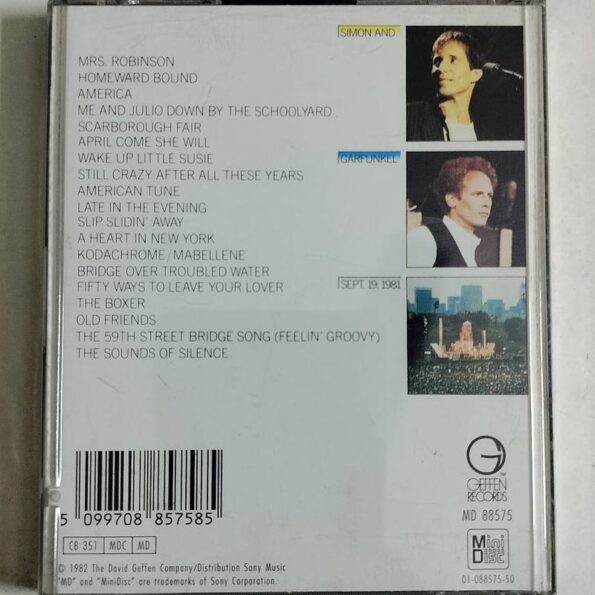 MRS. ROBINSON
HOMEWARD BOUND
AMERICA
ME AND JULIO DOWN BY THE SCHOOLYARD .
SCARBOROUGH FAIR
APRIL COME SHE WILL
WAKE UP LITTLE SUSIE
STILL CRAZY AFTER ALL THESE YEARS
AMERICAN TUNE
LATE IN THE EVENING
SLIP SLIDIN' AWAY
A HEART IN NEW YORK
KODACHROME/MABELLENE
BRIDGE OVER TROUBLED WATER
FIFTY WAYS TO LEAVE YOUR LOVER
THE BOXER
OLD FRIENDS
THE 59TH STREET BRIDGE SONG (FEELIN' GROOVY)
THE SOUNDS OF SILENCE
SIMON AND
GARFUNKEL
SEPT. 19, 1981
5 099708 857585
CB 351 MDC MD
© 1982 The David Geffen Company/Distribution Sony Music
"MD" and "MiniDisc" are trademarks of Sony Corporation.
G
TM
GEFFEN
RECORDS
MD 88575
Mini
Disc
01-088575-50